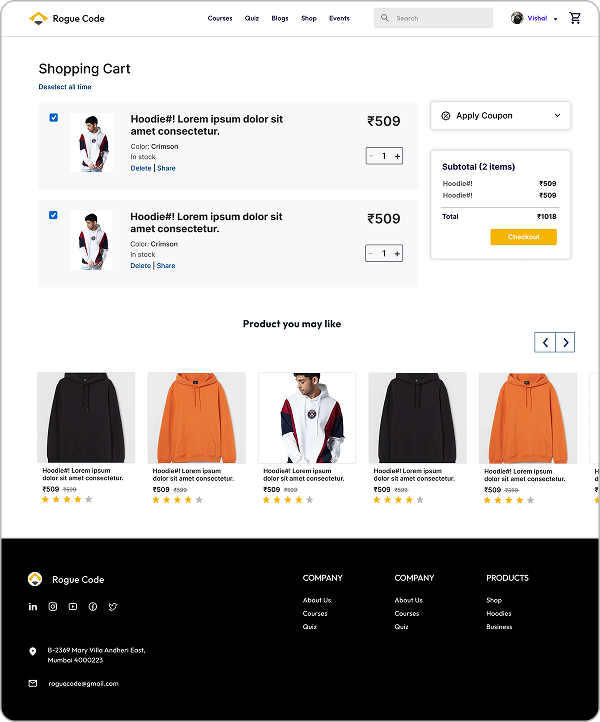 Rogue Code
Courses Quiz Blogs Shop Events
Search
Vishal
Shopping Cart
Deselect all time
Hoodie#! Lorem ipsum dolor sit
amet consectetur.
₹509
Color: Crimson
In stock
- 1 +
Delete | Share
Hoodie#! Lorem ipsum dolor sit
amet consectetur.
₹509
Color: Crimson
In stock
- 1 +
Delete | Share
Apply Coupon
Subtotal (2 items)
Hoodie#! ₹509
Hoodie#! ₹509
Total ₹1018
Checkout
Product you may like
Hoodie#! Lorem ipsum
dolor sit amet consectetur.
₹509 ₹599
Hoodie#! Lorem ipsum
dolor sit amet consectetur.
₹509 ₹599
Hoodie#! Lorem ipsum
dolor sit amet consectetur.
₹509 ₹599
Hoodie#! Lorem ipsum
dolor sit amet consectetur.
₹509 ₹599
Hoodie#! Lorem ipsum
dolor sit amet consectetur.
₹509 ₹599
Rogue Code
B-2369 Mary Villa Andheri East,
Mumbai 4000223
roguecode@gmail.com
COMPANY
About Us
Courses
Quiz
COMPANY
About Us
Courses
Quiz
PRODUCTS
Shop
Hoodies
Business